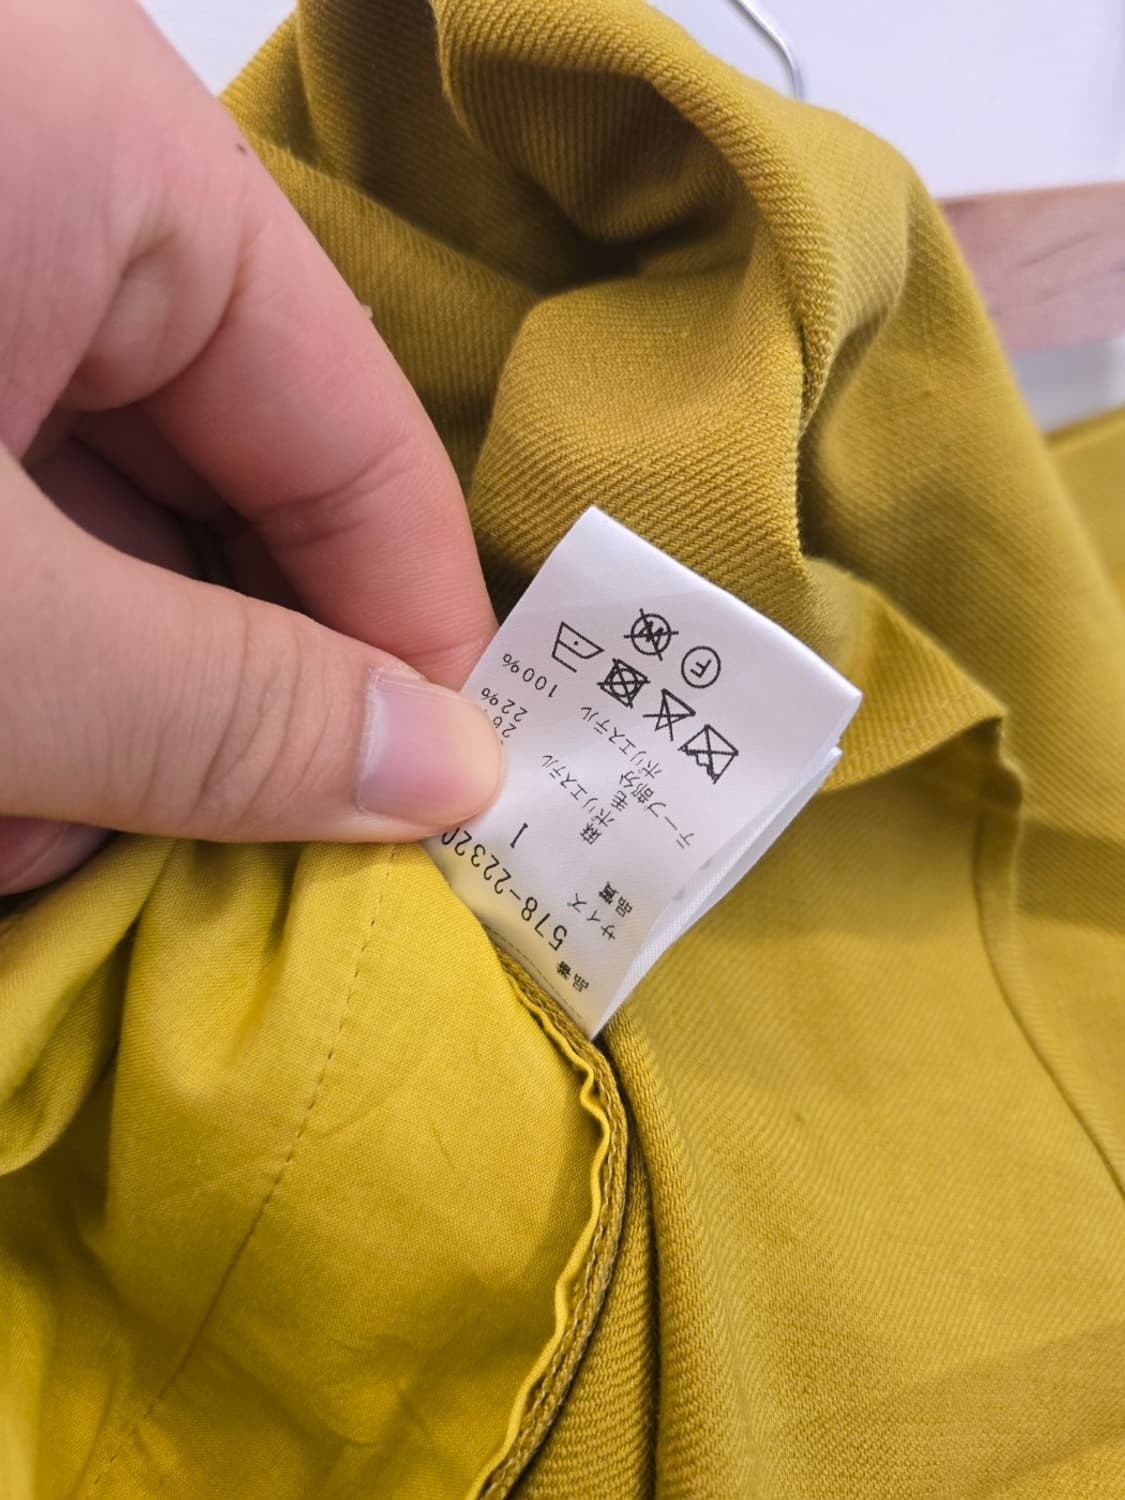 品番 578-22320
サイズ 1
品質
麻
ポリエステル
毛 22%
テープ部分
ポリエステル 100%
F
W